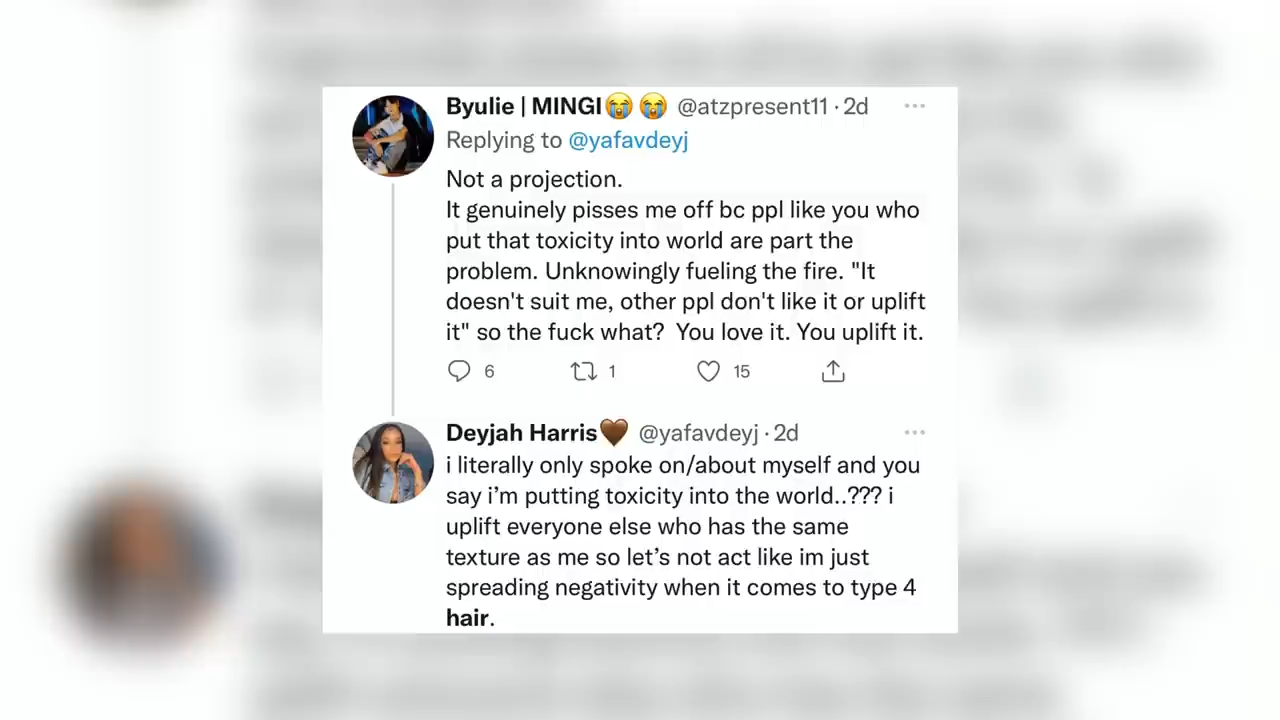 Byulie | MINGI😭😭 @atzpresent11 · 2d
Replying to @yafavdeyj
Not a projection.
It genuinely pisses me off bc ppl like you who
put that toxicity into world are part the
problem. Unknowingly fueling the fire. "It
doesn't suit me, other ppl don't like it or uplift
it" so the fuck what?  You love it. You uplift it.
6 1 15
Deyjah Harris🤎 @yafavdeyj · 2d
i literally only spoke on/about myself and you
say i’m putting toxicity into the world..??? i
uplift everyone else who has the same
texture as me so let’s not act like im just
spreading negativity when it comes to type 4
hair.